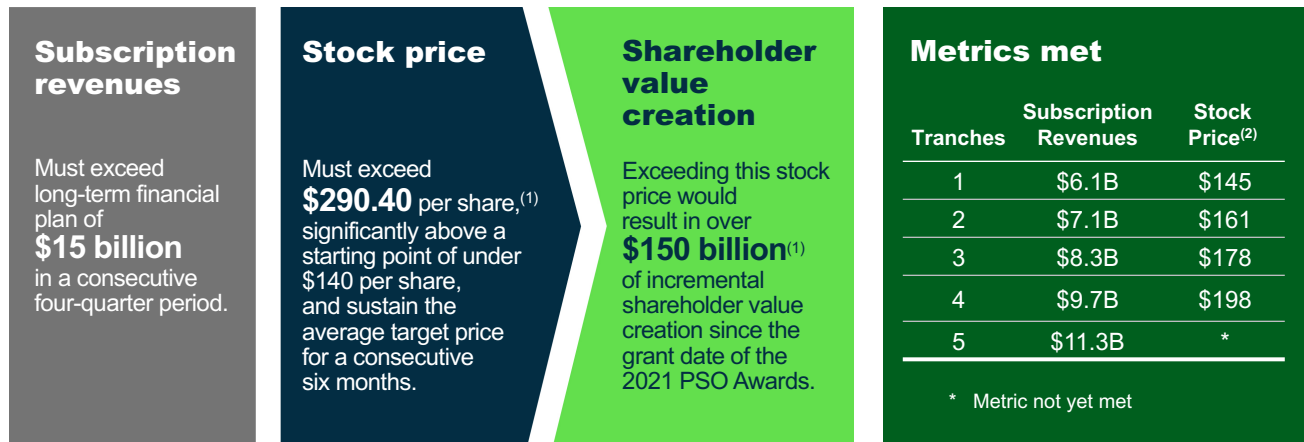 Subscription
revenues
Must exceed
long-term financial
plan of
$15 billion
in a consecutive
four-quarter period.
Stock price
Must exceed
$290.40 per share,(1)
significantly above a
starting point of under
$140 per share,
and sustain the
average target price
for a consecutive
six months.
Shareholder
value
creation
Exceeding this stock
price would
result in over
$150 billion(1)
of incremental
shareholder value
creation since the
grant date of the
2021 PSO Awards.
Metrics met
Tranches Subscription Revenues Stock Price(2)
1 $6.1B $145
2 $7.1B $161
3 $8.3B $178
4 $9.7B $198
5 $11.3B *
* Metric not yet met